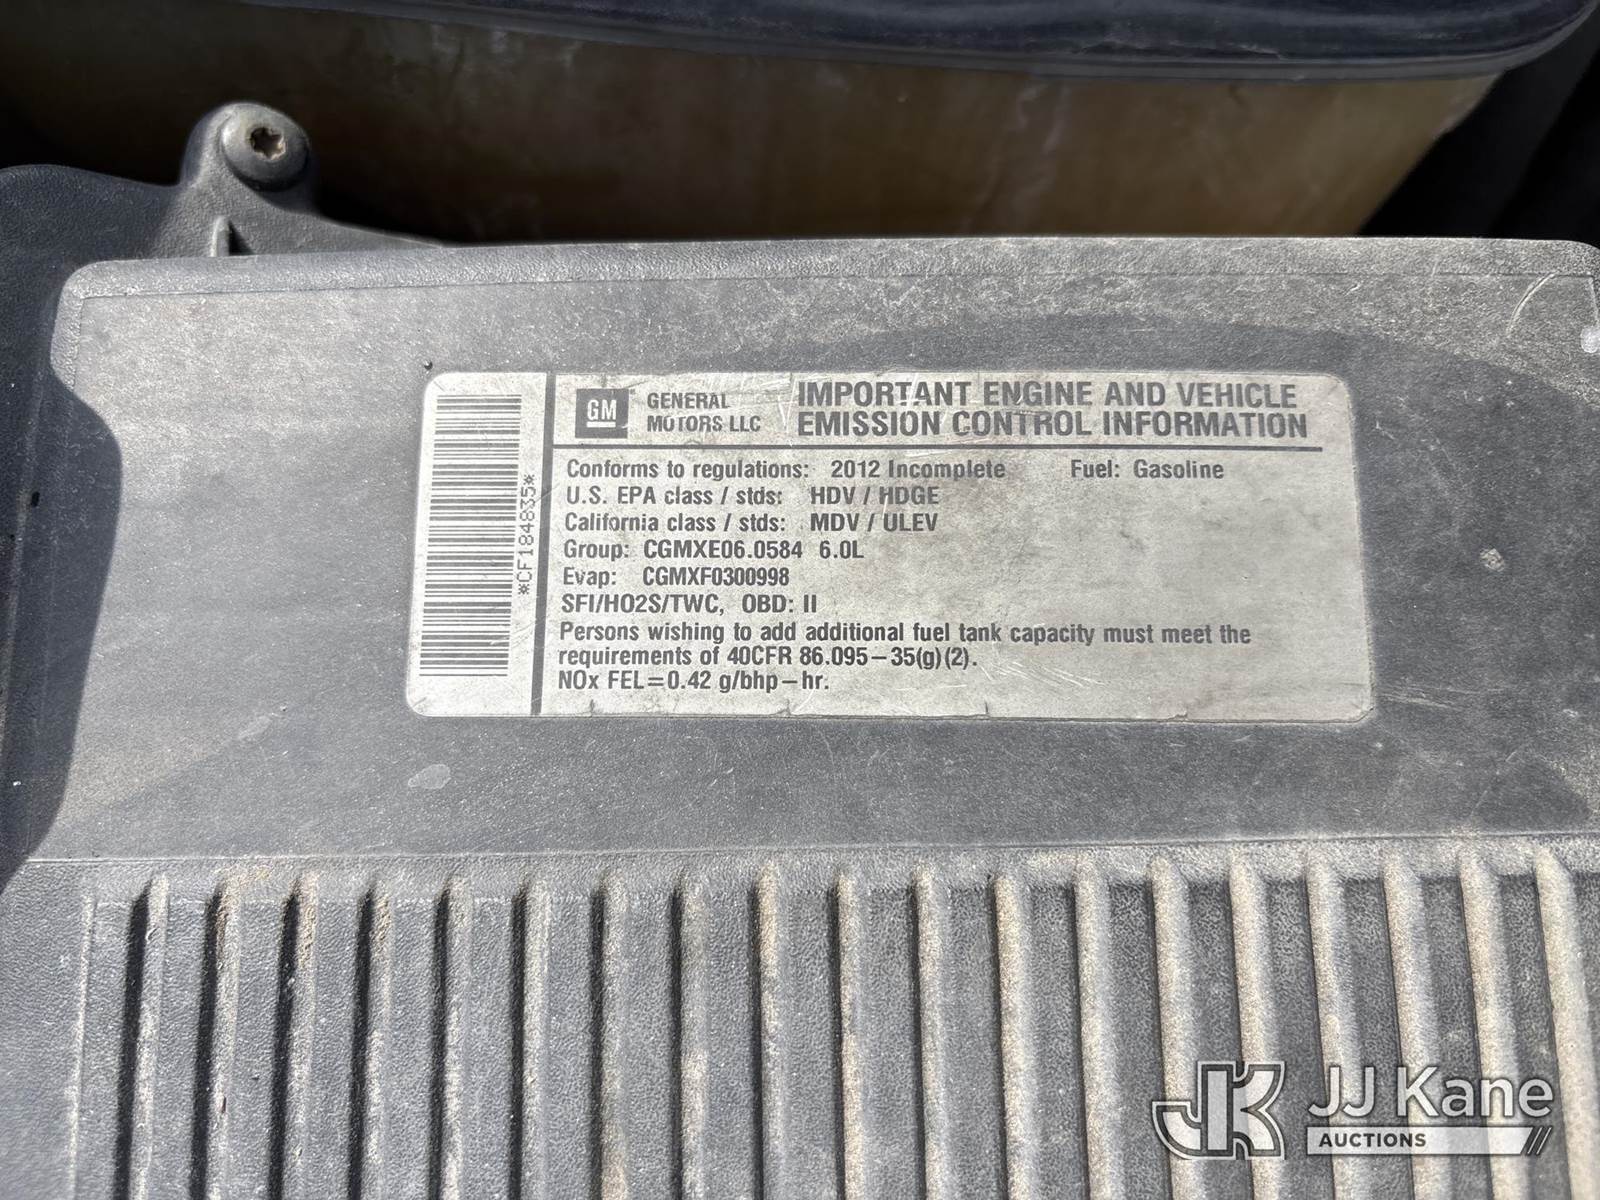 *CF184835*
GM
GENERAL
MOTORS LLC
IMPORTANT ENGINE AND VEHICLE
EMISSION CONTROL INFORMATION
Conforms to regulations: 2012 Incomplete Fuel: Gasoline
U.S. EPA class / stds: HDV / HDGE
California class / stds: MDV / ULEV
Group: CGMXE06.0584 6.0L
Evap: CGMXF0300998
SFI/HO2S/TWC, OBD: II
Persons wishing to add additional fuel tank capacity must meet the
requirements of 40CFR 86.095-35(g)(2).
NOx FEL=0.42 g/bhp-hr.
JK JJ Kane
AUCTIONS